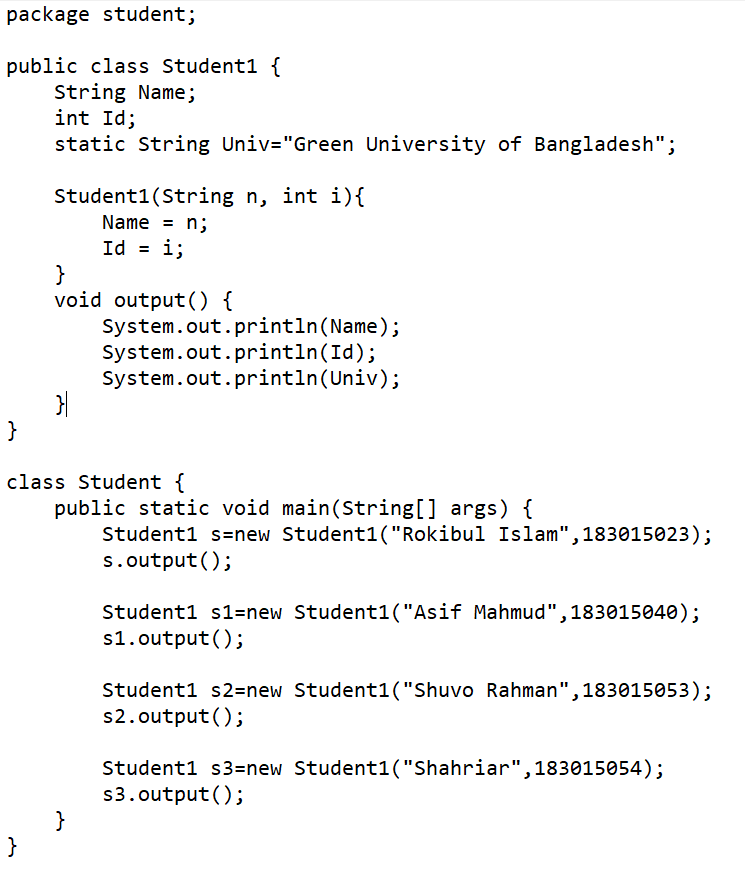 package student;

public class Student1 {
    String Name;
    int Id;
    static String Univ="Green University of Bangladesh";

    Student1(String n, int i){
        Name = n;
        Id = i;
    }
    void output() {
        System.out.println(Name);
        System.out.println(Id);
        System.out.println(Univ);
    }
}

class Student {
    public static void main(String[] args) {
        Student1 s=new Student1("Rokibul Islam",183015023);
        s.output();

        Student1 s1=new Student1("Asif Mahmud",183015040);
        s1.output();

        Student1 s2=new Student1("Shuvo Rahman",183015053);
        s2.output();

        Student1 s3=new Student1("Shahriar",183015054);
        s3.output();
    }
}